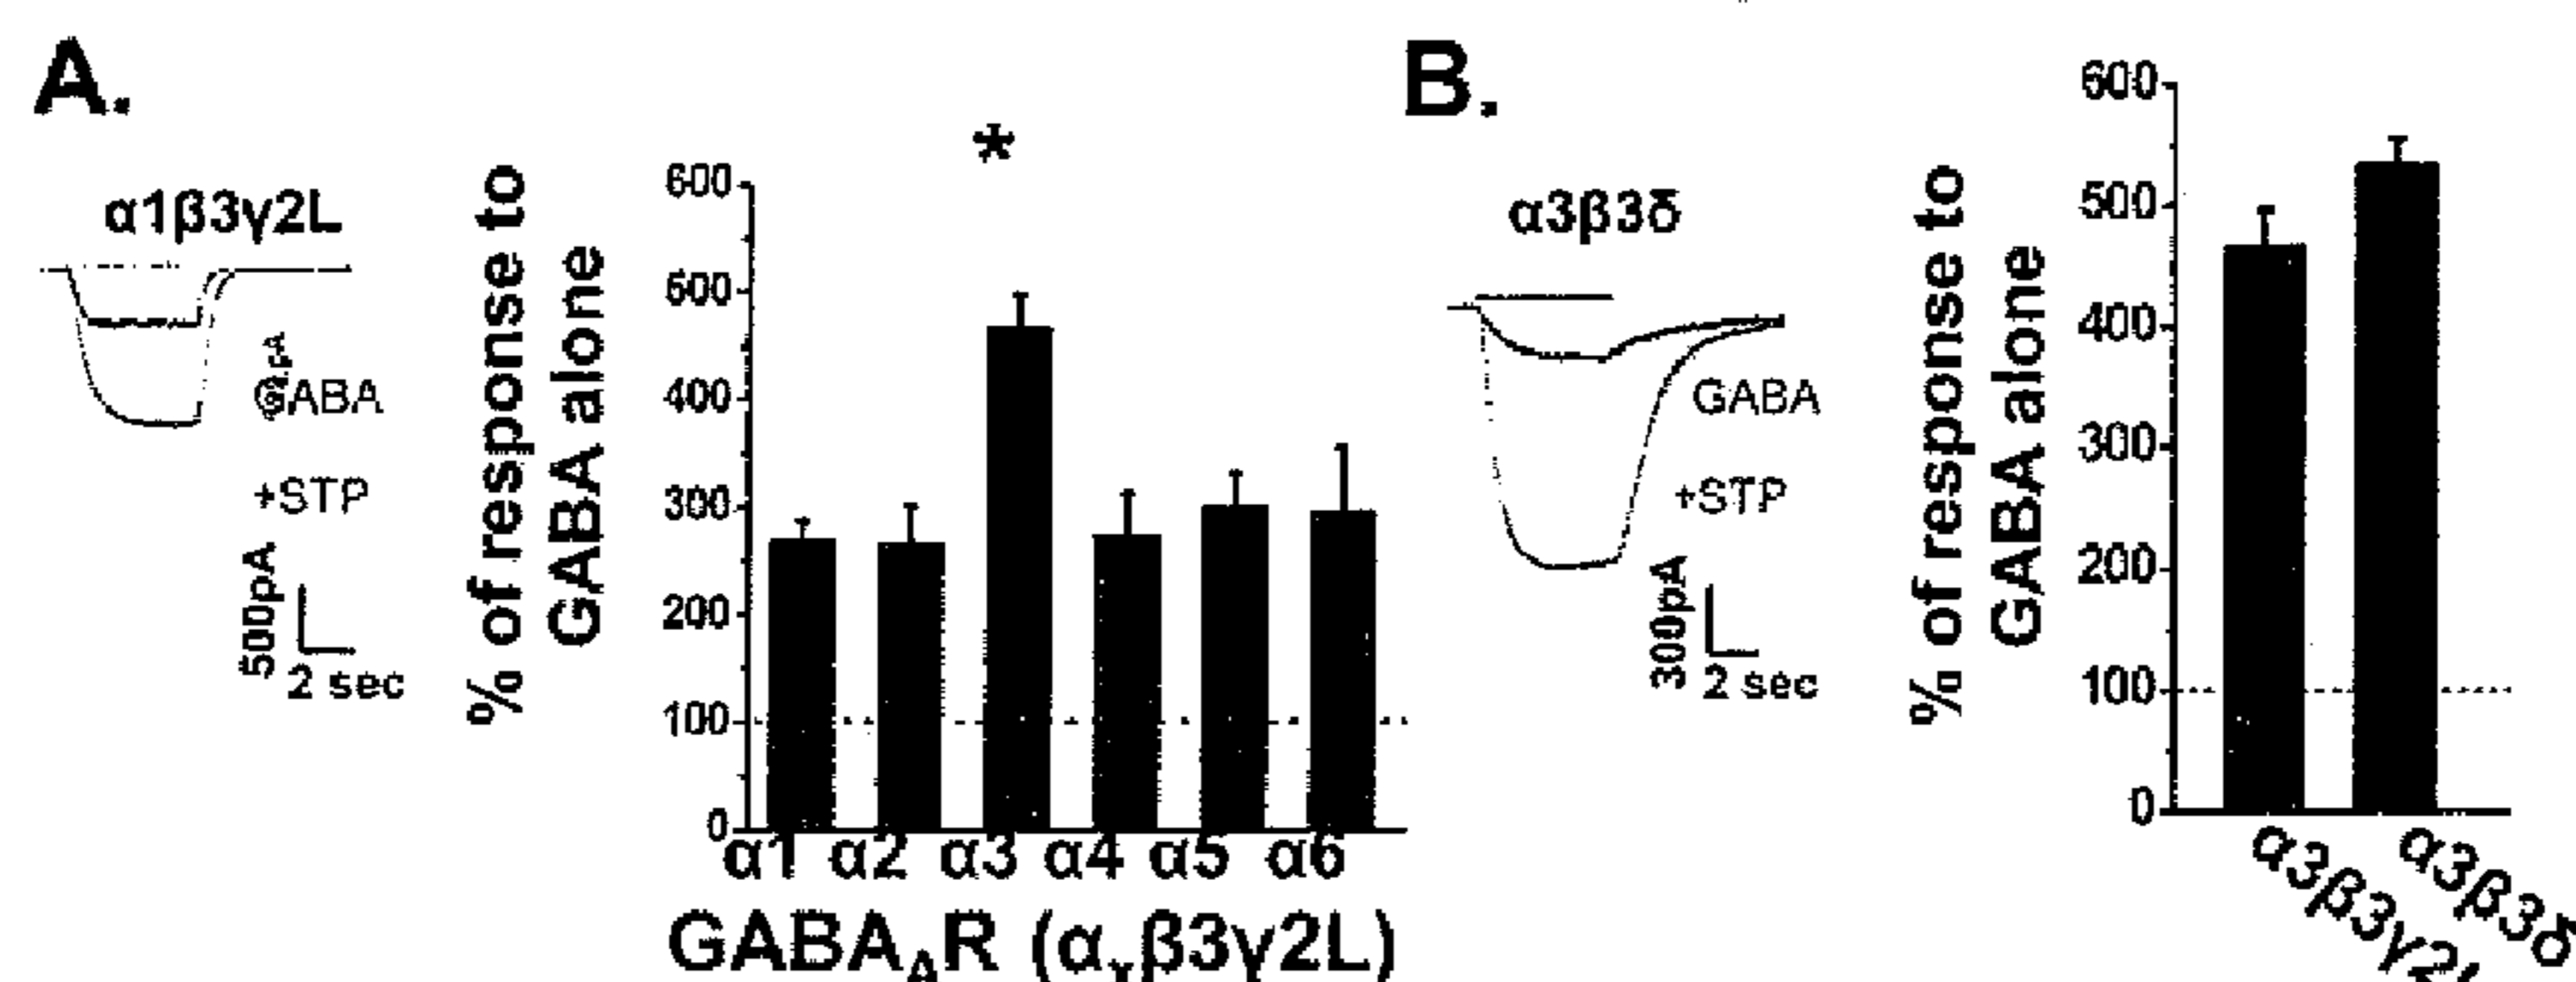 A.
α1β3γ2L
GABA
+STP
500pA
2 sec
% of response to
GABA alone
*
600
500
400
300
200
100
0
α1 α2 α3 α4 α5 α6
GABA_AR (α_xβ3γ2L)
B.
α3β3δ
GABA
+STP
300pA
2 sec
% of response to
GABA alone
600
500
400
300
200
100
0
α3β3γ2L
α3β3δ